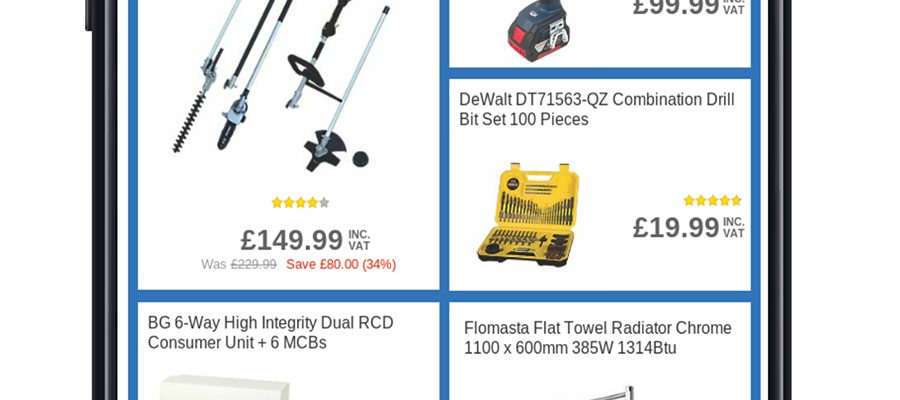 £99.99 INC.
VAT
DeWalt DT71563-QZ Combination Drill
Bit Set 100 Pieces
£19.99 INC.
VAT
£149.99 INC.
VAT
Was £229.99 Save £80.00 (34%)
BG 6-Way High Integrity Dual RCD
Consumer Unit + 6 MCBs
Flomasta Flat Towel Radiator Chrome
1100 x 600mm 385W 1314Btu